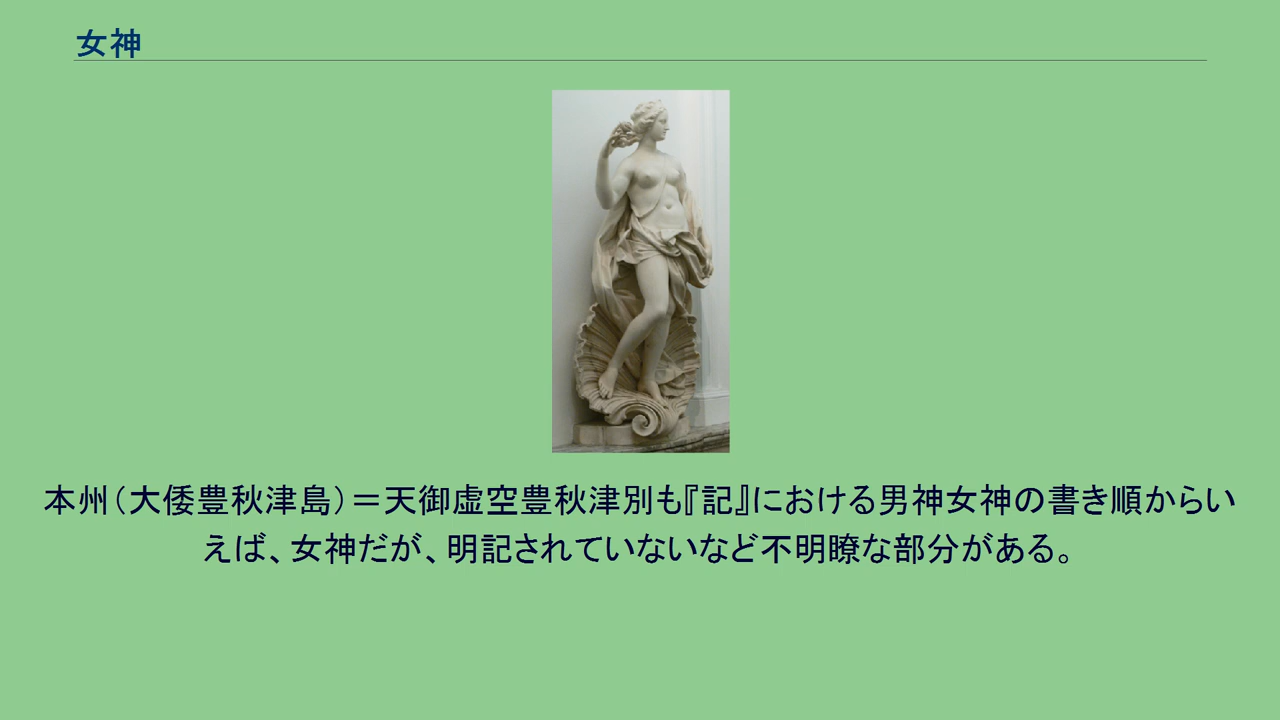 女神
本州（大倭豊秋津島）＝天御虚空豊秋津別も『記』における男神女神の書き順からい
えば、女神だが、明記されていないなど不明瞭な部分がある。